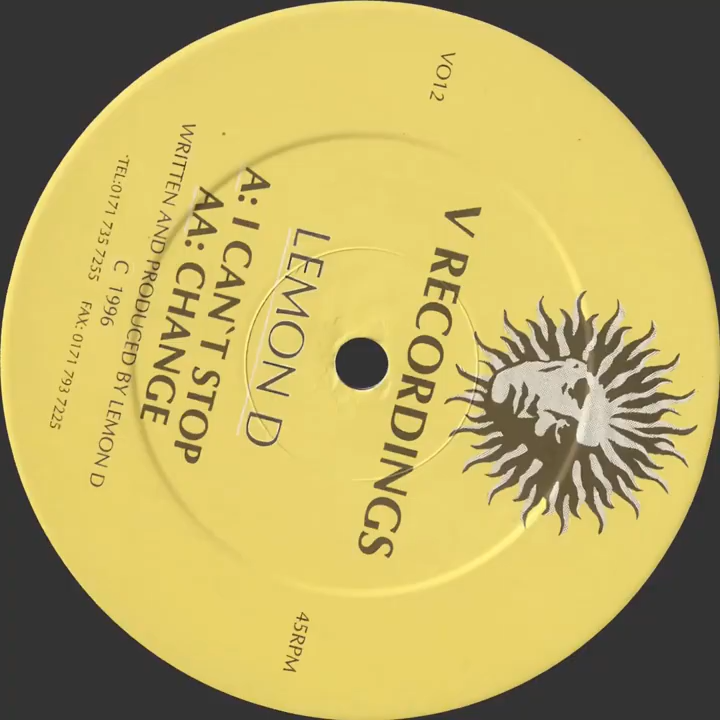 VO12
V RECORDINGS
LEMON D
A: I CAN'T STOP
AA: CHANGE
WRITTEN AND PRODUCED BY LEMON D
C 1996
TEL:0171 735 7255 FAX: 0171 793 7225
45RPM